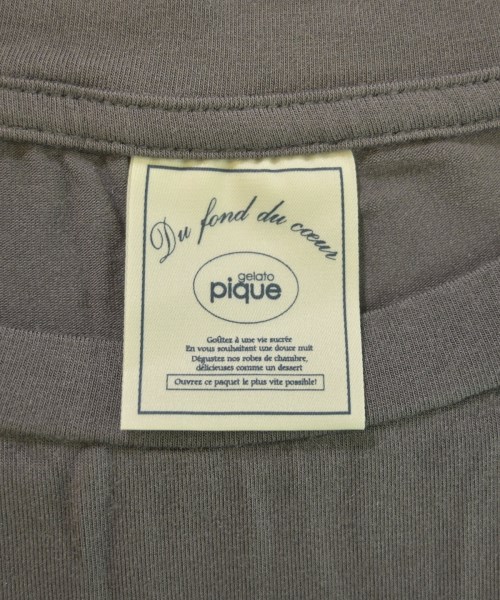 Du fond du cœur
gelato
pique
Goûtez à une vie sucrée
En vous souhaitant une douce nuit
Dégustez nos robes de chambre,
délicieuses comme un dessert
Ouvrez ce paquet le plus vite possible!